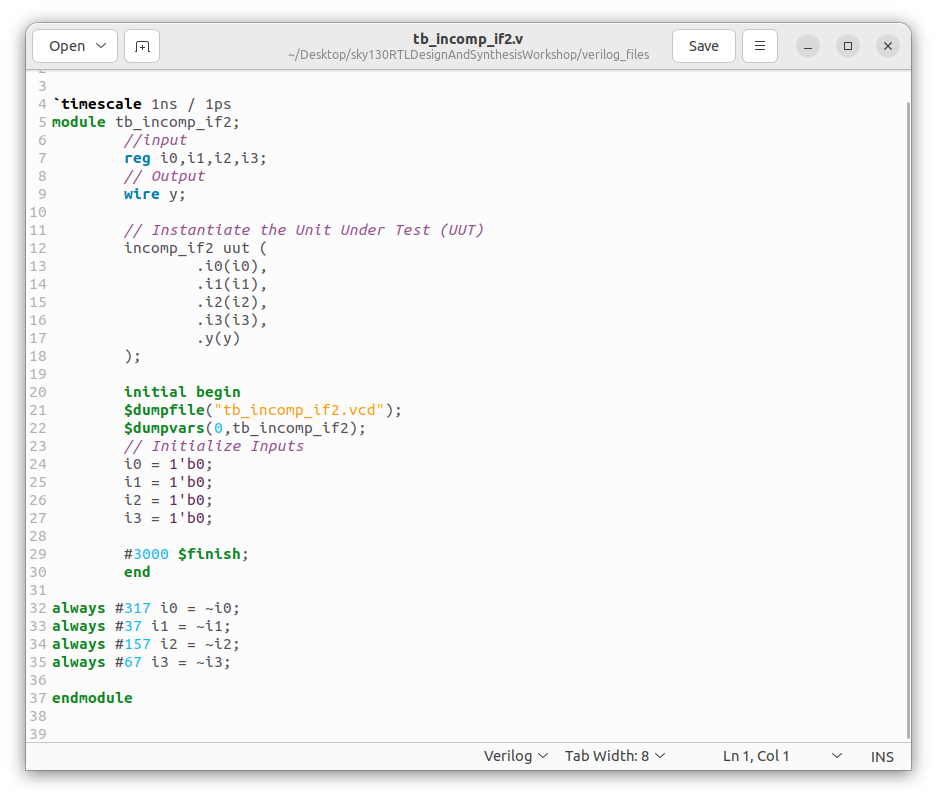 Open
tb_incomp_if2.v
~/Desktop/sky130RTLDesignAndSynthesisWorkshop/verilog_files
Save
3
4 `timescale 1ns / 1ps
5 module tb_incomp_if2;
6 //input
7 reg i0,i1,i2,i3;
8 // Output
9 wire y;
10
11 // Instantiate the Unit Under Test (UUT)
12 incomp_if2 uut (
13 .i0(i0),
14 .i1(i1),
15 .i2(i2),
16 .i3(i3),
17 .y(y)
18 );
19
20 initial begin
21 $dumpfile("tb_incomp_if2.vcd");
22 $dumpvars(0,tb_incomp_if2);
23 // Initialize Inputs
24 i0 = 1'b0;
25 i1 = 1'b0;
26 i2 = 1'b0;
27 i3 = 1'b0;
28
29 #3000 $finish;
30 end
31
32 always #317 i0 = ~i0;
33 always #37 i1 = ~i1;
34 always #157 i2 = ~i2;
35 always #67 i3 = ~i3;
36
37 endmodule
38
39
Verilog Tab Width: 8 Ln 1, Col 1 INS